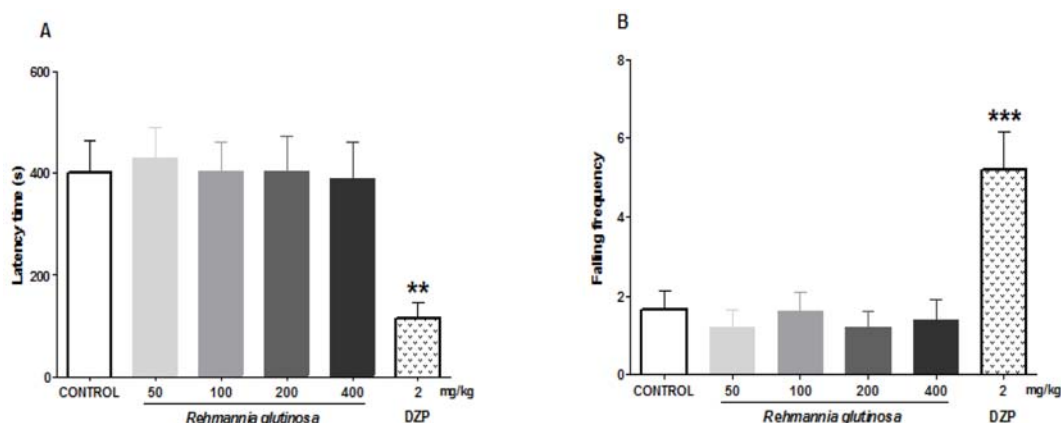 A
Latency time (s)
600
400
200
0
**
CONTROL 50 100 200 400 2 mg/kg
Rehmannia glutinosa DZP
B
Falling frequency
8
6
4
2
0
***
CONTROL 50 100 200 400 2 mg/kg
Rehmannia glutinosa DZP